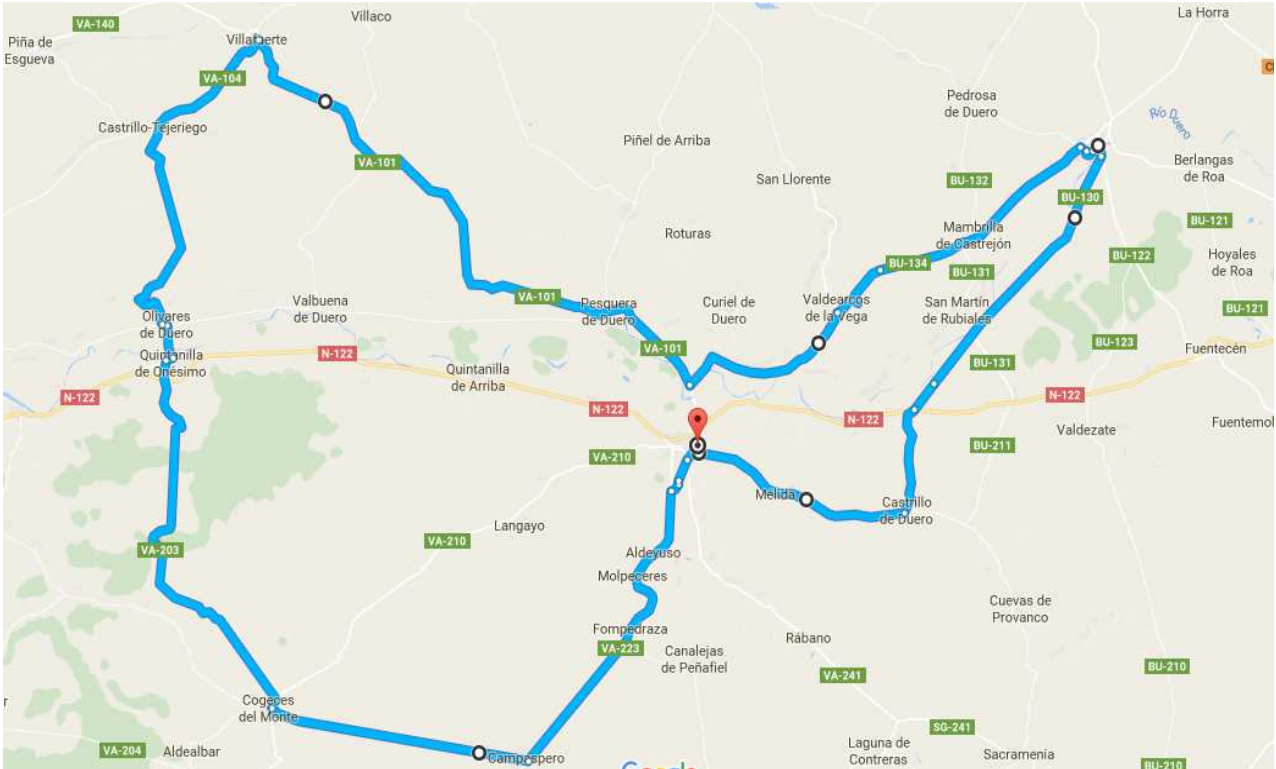 VA-140
Villaco
La Horra
Piña de
Esgueva
Villafuerte
VA-104
Pedrosa
de Duero
Río Duero
Castrillo-Tejeriego
Piñel de Arriba
VA-101
San Llorente
BU-132
Berlangas
de Roa
BU-130
BU-121
Roturas
Mambrilla
de Castrejón
BU-134
BU-131
BU-122
Hoyales
de Roa
VA-101
Valbuena
de Duero
Pesquera
de Duero
Curiel de
Duero
Valdearcos
de la Vega
San Martín
de Rubiales
BU-121
Olivares
de Duero
Quintanilla
de Onésimo
N-122
VA-101
BU-123
Fuentecén
Quintanilla
de Arriba
BU-131
N-122
N-122
N-122
N-122
Valdezate
Fuentemol
BU-211
VA-210
Mélida
Castrillo
de Duero
Langayo
VA-210
VA-203
Aldeyuso
Molpeceres
Cuevas de
Provanco
Fompedraza
VA-223
Canalejas
de Peñafiel
Rábano
BU-210
VA-241
Cogeces
del Monte
SG-241
VA-204
Aldealbar
Campaspero
Laguna de
Contreras
Sacramenia
BU-210
Google